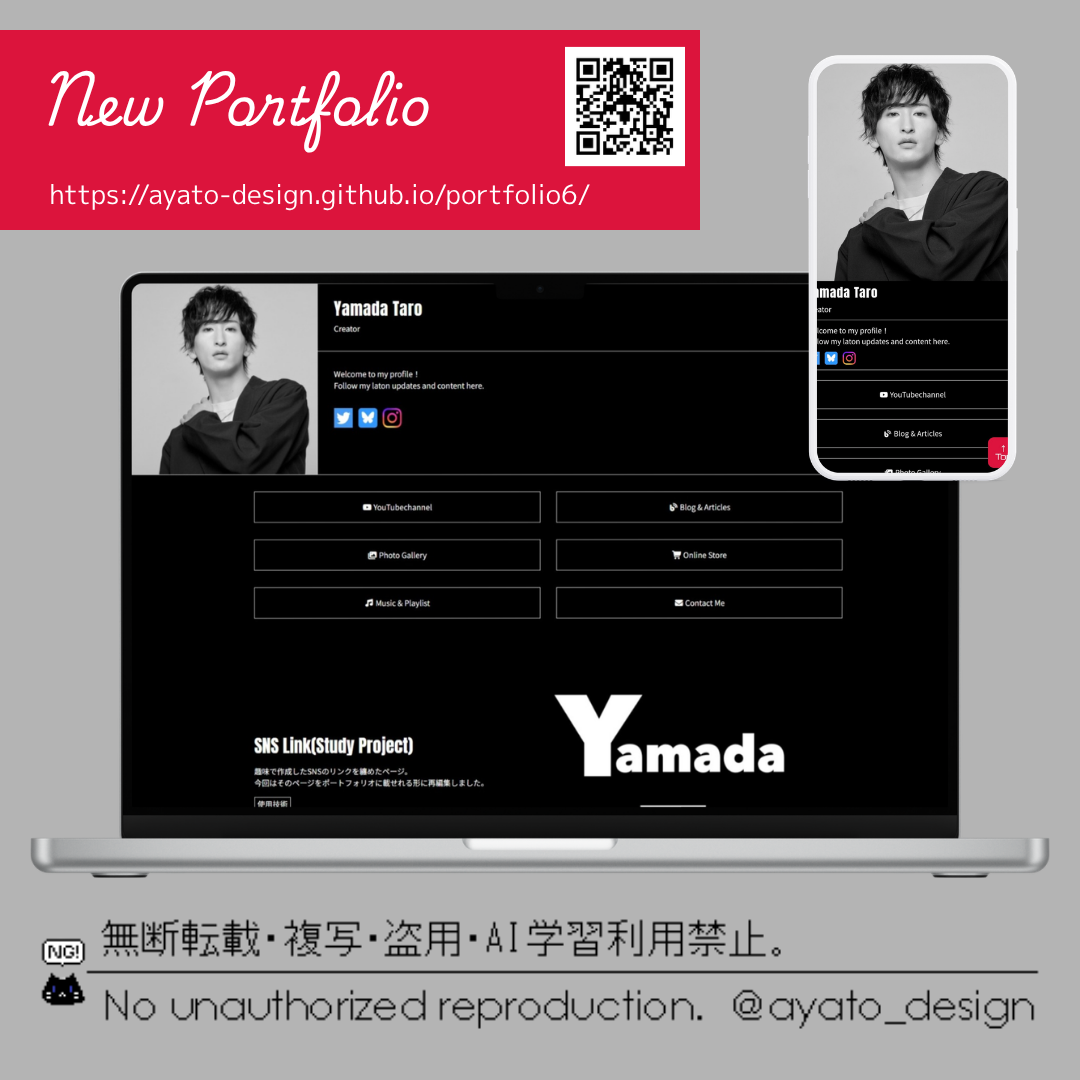 New Portfolio
https://ayato-design.github.io/portfolio6/
Yamada Taro
Creator
Welcome to my profile !
Follow my laton updates and content here.
YouTubechannel
Blog & Articles
Photo Gallery
Online Store
Music & Playlist
Contact Me
SNS Link(Study Project)
趣味で作成したSNSのリンクを纏めたページ。
今回はそのページをポートフォリオに載せれる形に再編集しました。
使用技術
Yamada
amada Taro
ator
lcome to my profile !
low my laton updates and content here.
YouTubechannel
Blog & Articles
Photo Gallery
↑
To
NG!
無断転載・複写・盗用・AI学習利用禁止。
No unauthorized reproduction. @ayato_design